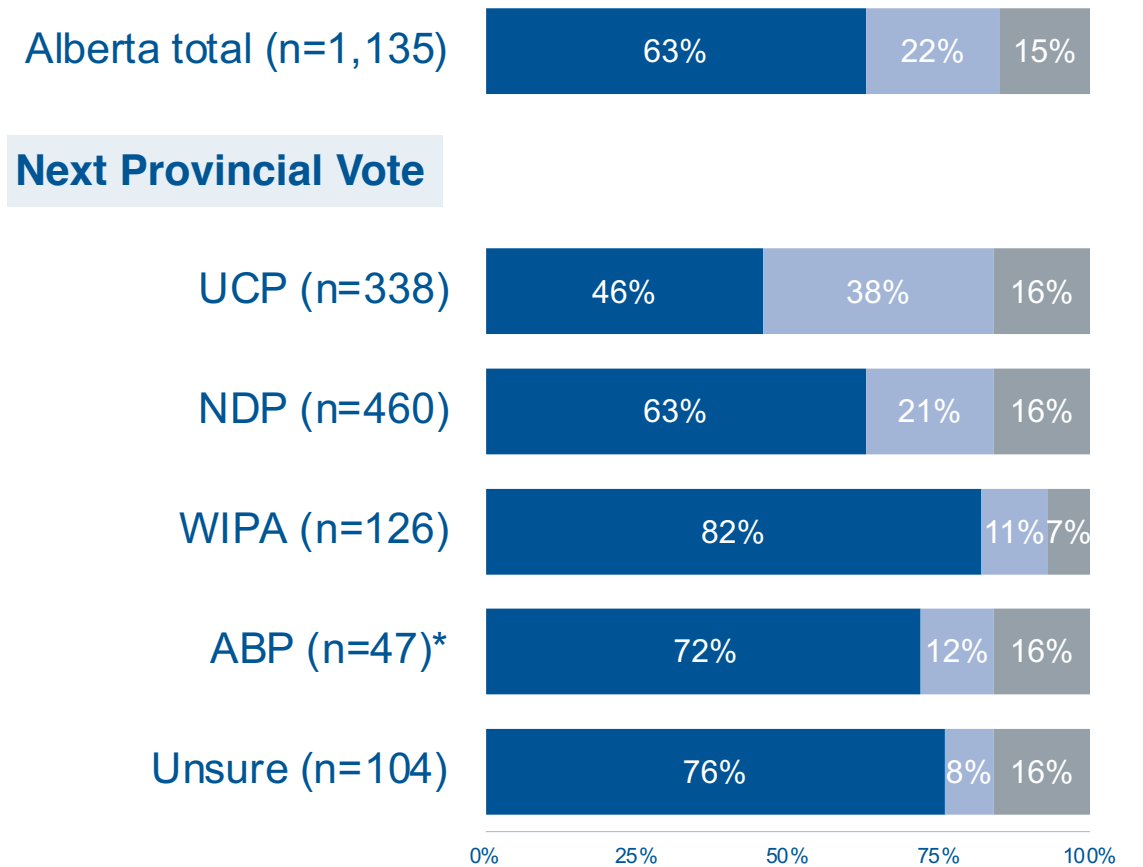 Alberta total (n=1,135) 63% 22% 15%
Next Provincial Vote
UCP (n=338) 46% 38% 16%
NDP (n=460) 63% 21% 16%
WIPA (n=126) 82% 11% 7%
ABP (n=47)* 72% 12% 16%
Unsure (n=104) 76% 8% 16%
0% 25% 50% 75% 100%